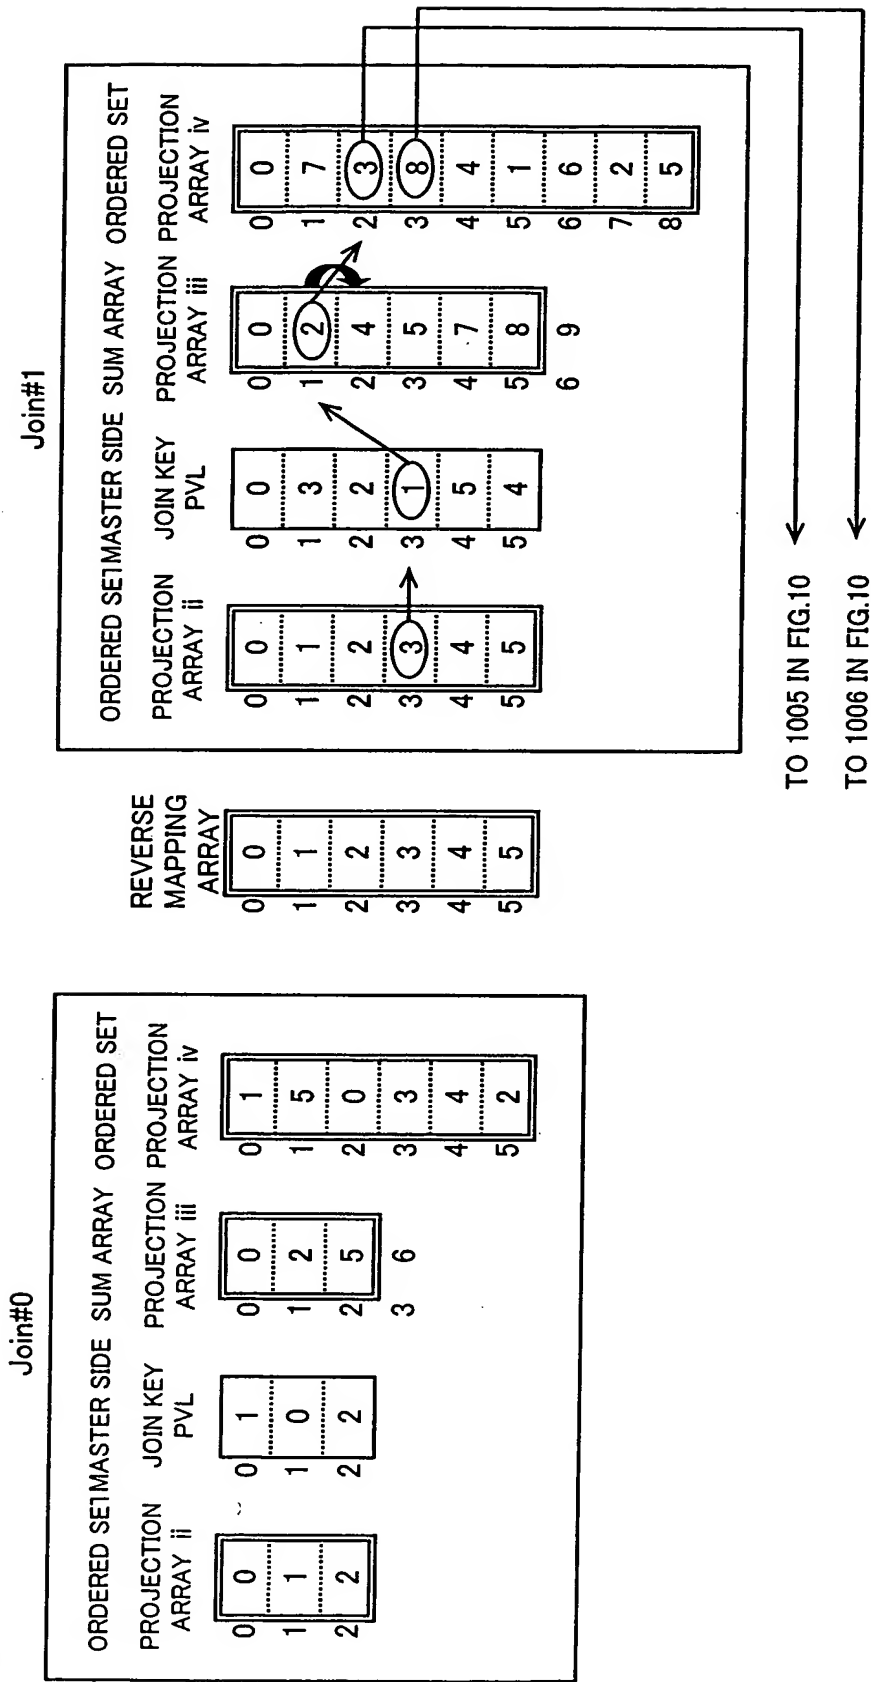 Join#0
ORDERED SET MASTER SIDE SUM ARRAY ORDERED SET
PROJECTION JOIN KEY PROJECTION PROJECTION
ARRAY ii PVL ARRAY iii ARRAY iv
0 0 0 1 0 0 0 1
1 1 1 0 1 2 1 5
2 2 2 2 2 5 2 0
3 6 3 3
4 4
5 2
REVERSE
MAPPING
ARRAY
0 0
1 1
2 2
3 3
4 4
5 5
Join#1
ORDERED SET MASTER SIDE SUM ARRAY ORDERED SET
PROJECTION JOIN KEY PROJECTION PROJECTION
ARRAY ii PVL ARRAY iii ARRAY iv
0 0 0 0 0 0 0 0
1 1 1 3 1 2 1 7
2 2 2 2 2 4 2 3
3 3 3 1 3 5 3 8
4 4 4 5 4 7 4 4
5 5 5 4 5 8 5 1
6 9 6 6
7 2
8 5
TO 1005 IN FIG.10
TO 1006 IN FIG.10